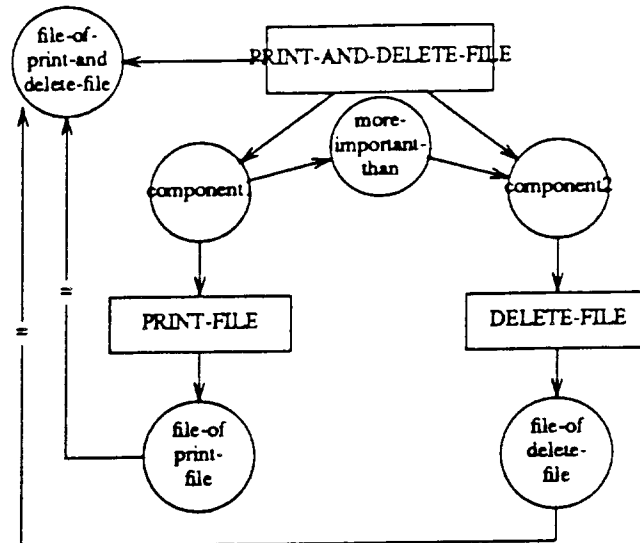 file-of-
print-and
delete-file
PRINT-AND-DELETE-FILE
more-
important-
than
component1
component2
=
=
PRINT-FILE
DELETE-FILE
file-of
print-
file
file-of
delete-
file